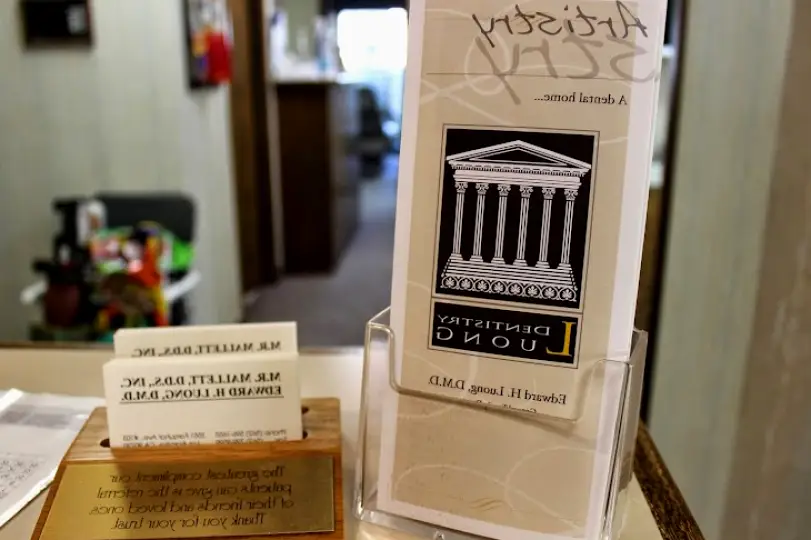 Artistry
A dental home...
DENTISTRY
LUONG
Edward H. Luong, D.M.D.
M.R. MALLETT, D.D.S., INC.
M.R. MALLETT, D.D.S., INC.
EDWARD H. LUONG, D.M.D.
The greatest compliment our
patients can give is the referral
of their friends and loved ones.
Thank you for your trust.